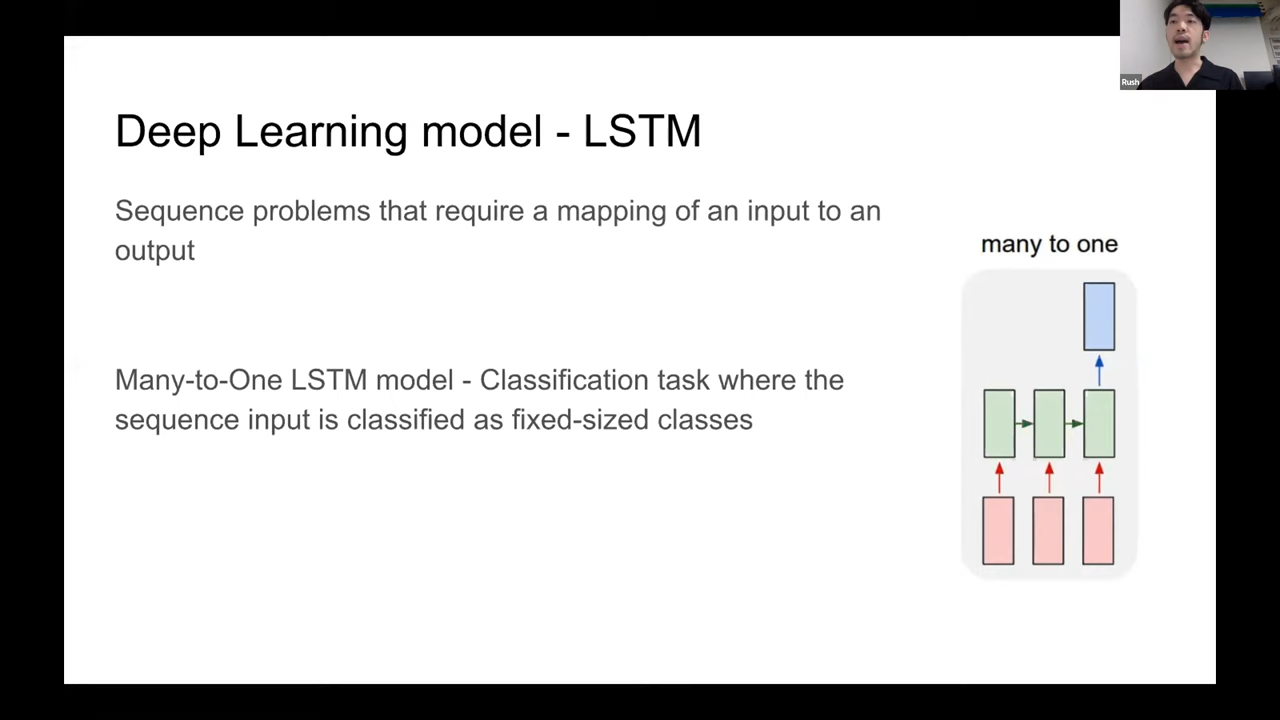 Rush
Deep Learning model - LSTM
Sequence problems that require a mapping of an input to an
output
many to one
Many-to-One LSTM model - Classification task where the
sequence input is classified as fixed-sized classes